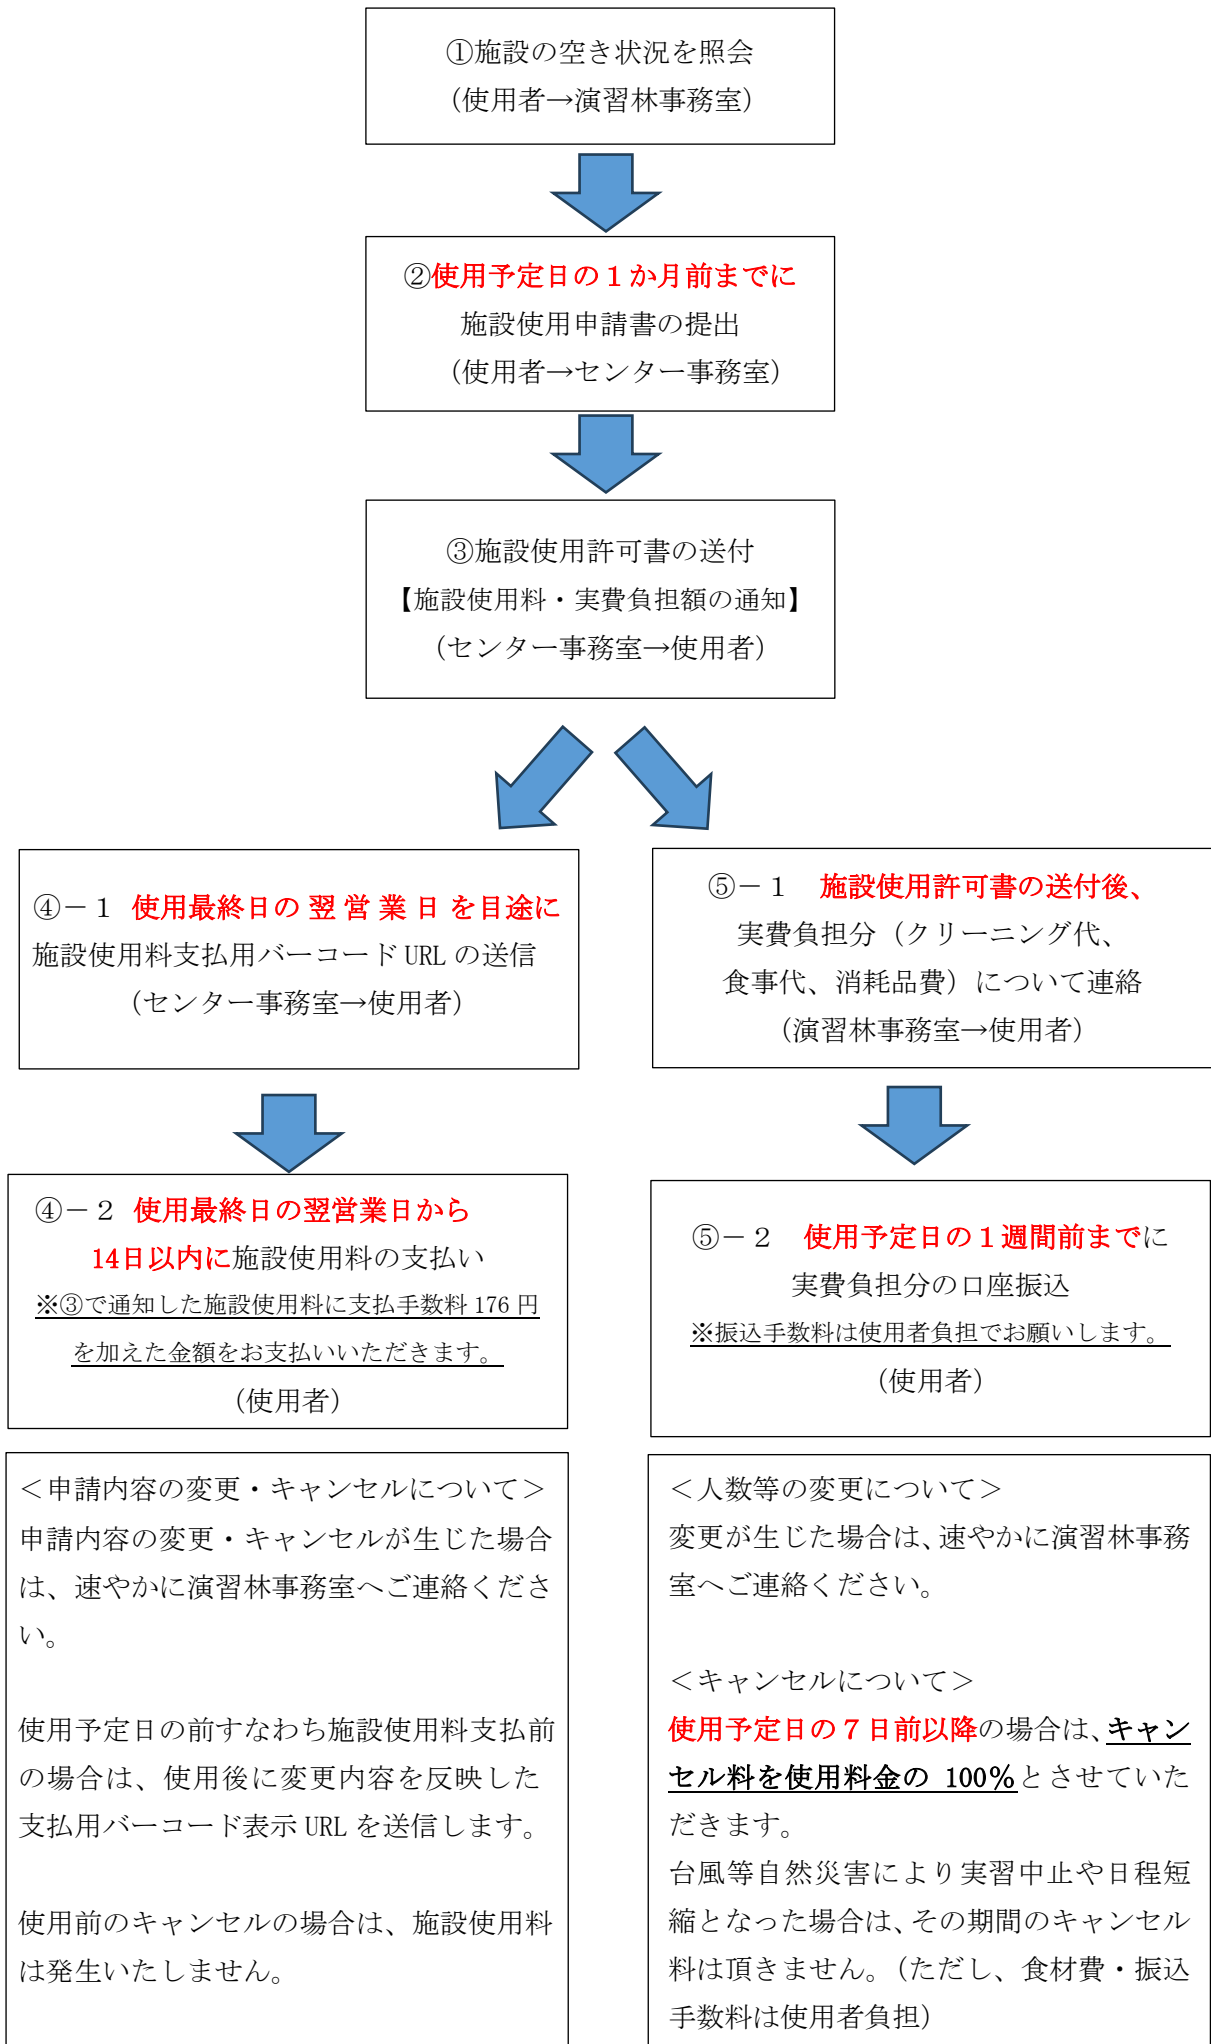 ①施設の空き状況を照会
(使用者→演習林事務室)
②使用予定日の１か月前までに
施設使用申請書の提出
(使用者→センター事務室)
③施設使用許可書の送付
【施設使用料・実費負担額の通知】
(センター事務室→使用者)
④－１ 使用最終日の 翌 営 業 日 を目途に
施設使用料支払用バーコード URL の送信
(センター事務室→使用者)
④－２ 使用最終日の翌営業日から
14日以内に施設使用料の支払い
※③で通知した施設使用料に支払手数料 176 円
を加えた金額をお支払いいただきます。
(使用者)
⑤－１　施設使用許可書の送付後、
実費負担分（クリーニング代、
食事代、消耗品費）について連絡
(演習林事務室→使用者)
⑤－２　使用予定日の１週間前までに
実費負担分の口座振込
※振込手数料は使用者負担でお願いします。
(使用者)
＜申請内容の変更・キャンセルについて＞
申請内容の変更・キャンセルが生じた場合
は、速やかに演習林事務室へご連絡くださ
い。
使用予定日の前すなわち施設使用料支払前
の場合は、使用後に変更内容を反映した
支払用バーコード表示 URL を送信します。
使用前のキャンセルの場合は、施設使用料
は発生いたしません。
＜人数等の変更について＞
変更が生じた場合は、速やかに演習林事務
室へご連絡ください。
＜キャンセルについて＞
使用予定日の７日前以降の場合は、キャン
セル料を使用料金の 100％とさせていた
だきます。
台風等自然災害により実習中止や日程短
縮となった場合は、その期間のキャンセル
料は頂きません。（ただし、食材費・振込
手数料は使用者負担）